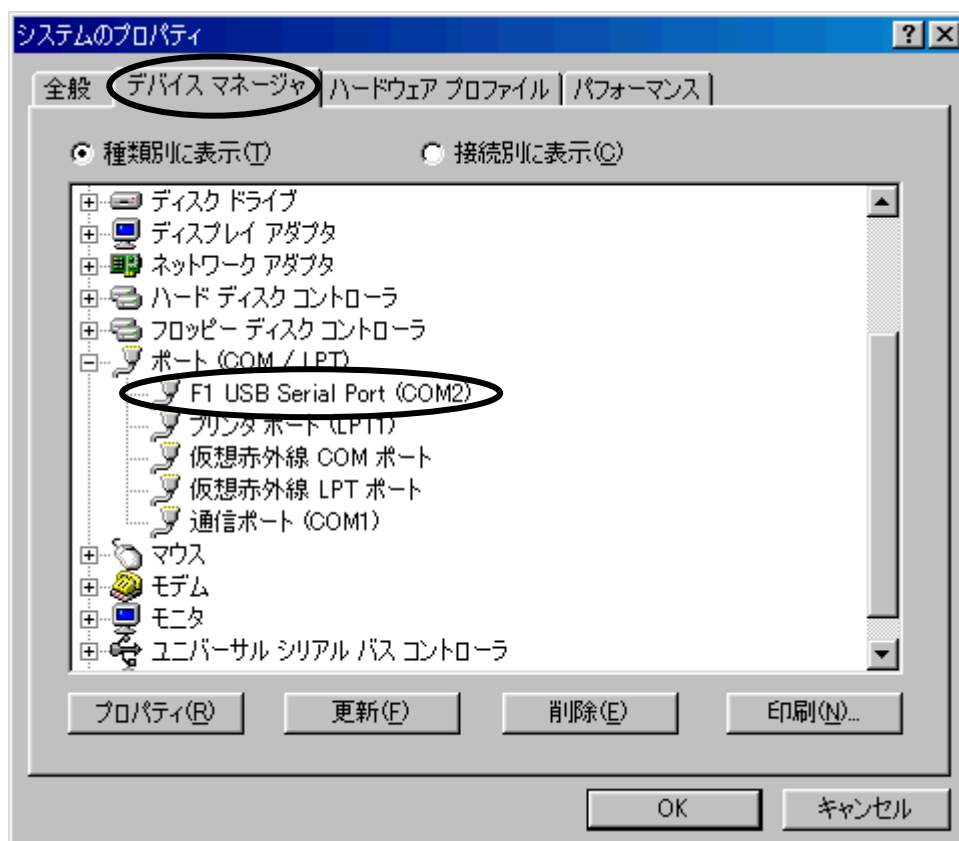 システムのプロパティ
全般 デバイス マネージャ ハードウェア プロファイル パフォーマンス
種類別に表示(T) 接続別に表示(C)
ディスク ドライブ
ディスプレイ アダプタ
ネットワーク アダプタ
ハード ディスク コントローラ
フロッピー ディスク コントローラ
ポート (COM / LPT)
F1 USB Serial Port (COM2)
プリンタ ポート (LPT1)
仮想赤外線 COM ポート
仮想赤外線 LPT ポート
通信ポート (COM1)
マウス
モデム
モニタ
ユニバーサル シリアル バス コントローラ
プロパティ(R) 更新(F) 削除(E) 印刷(N)...
OK キャンセル